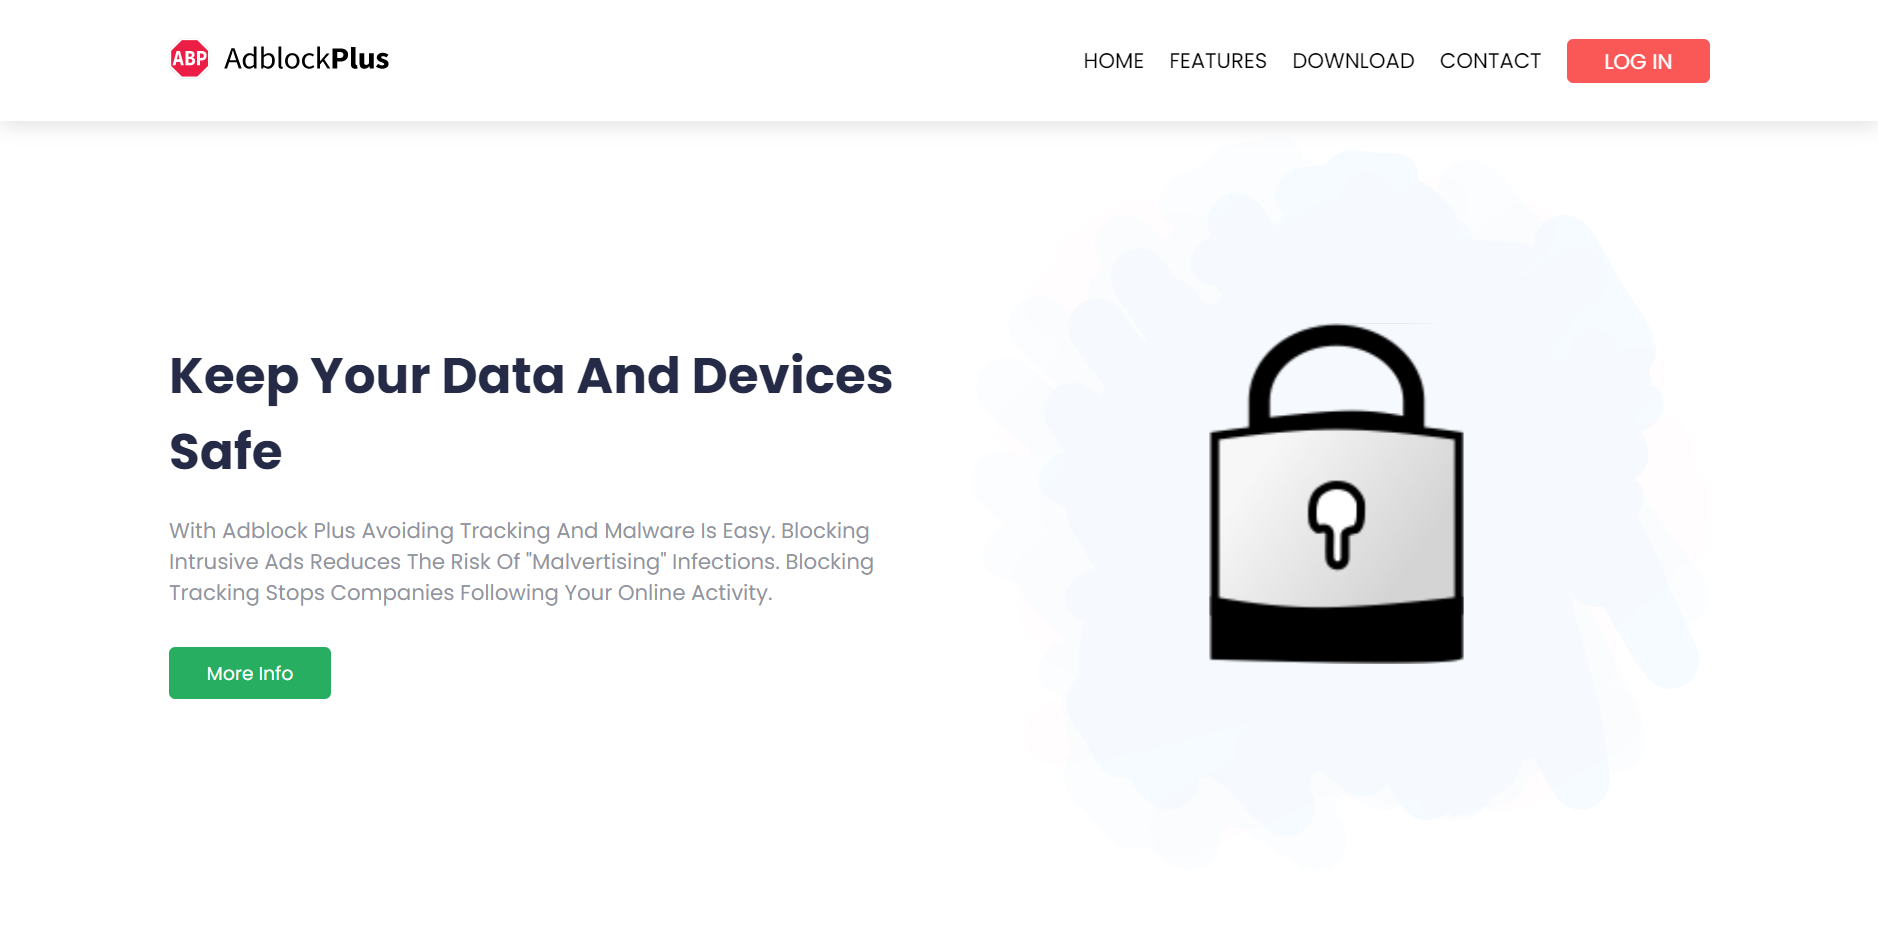 ABP AdblockPlus
HOME FEATURES DOWNLOAD CONTACT LOG IN
Keep Your Data And Devices
Safe
With Adblock Plus Avoiding Tracking And Malware Is Easy. Blocking
Intrusive Ads Reduces The Risk Of "Malvertising" Infections. Blocking
Tracking Stops Companies Following Your Online Activity.
More Info